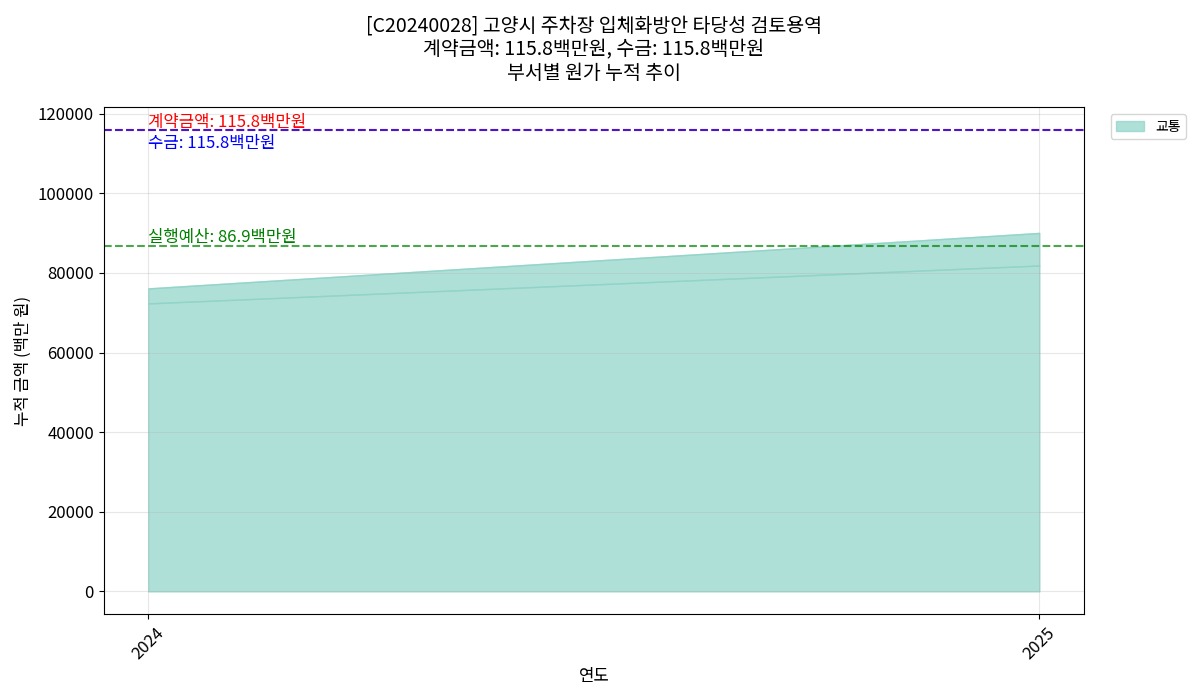 [C20240028] 고양시 주차장 입체화방안 타당성 검토용역
계약금액: 115.8백만원, 수금: 115.8백만원
부서별 원가 누적 추이
계약금액: 115.8백만원
수금: 115.8백만원
실행예산: 86.9백만원
교통
누적 금액 (백만 원)
120000
100000
80000
60000
40000
20000
0
2024
2025
연도